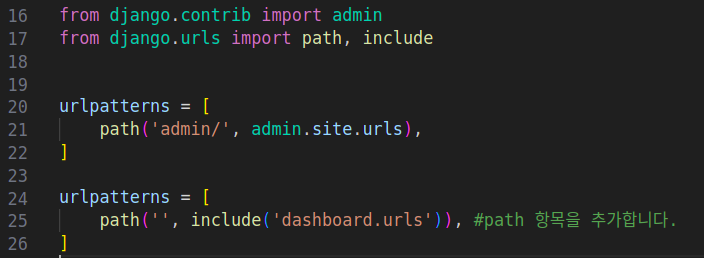 16 from django.contrib import admin
17 from django.urls import path, include
18
19
20 urlpatterns = [
21     path('admin/', admin.site.urls),
22 ]
23
24 urlpatterns = [
25     path('', include('dashboard.urls')), #path 항목을 추가합니다.
26 ]